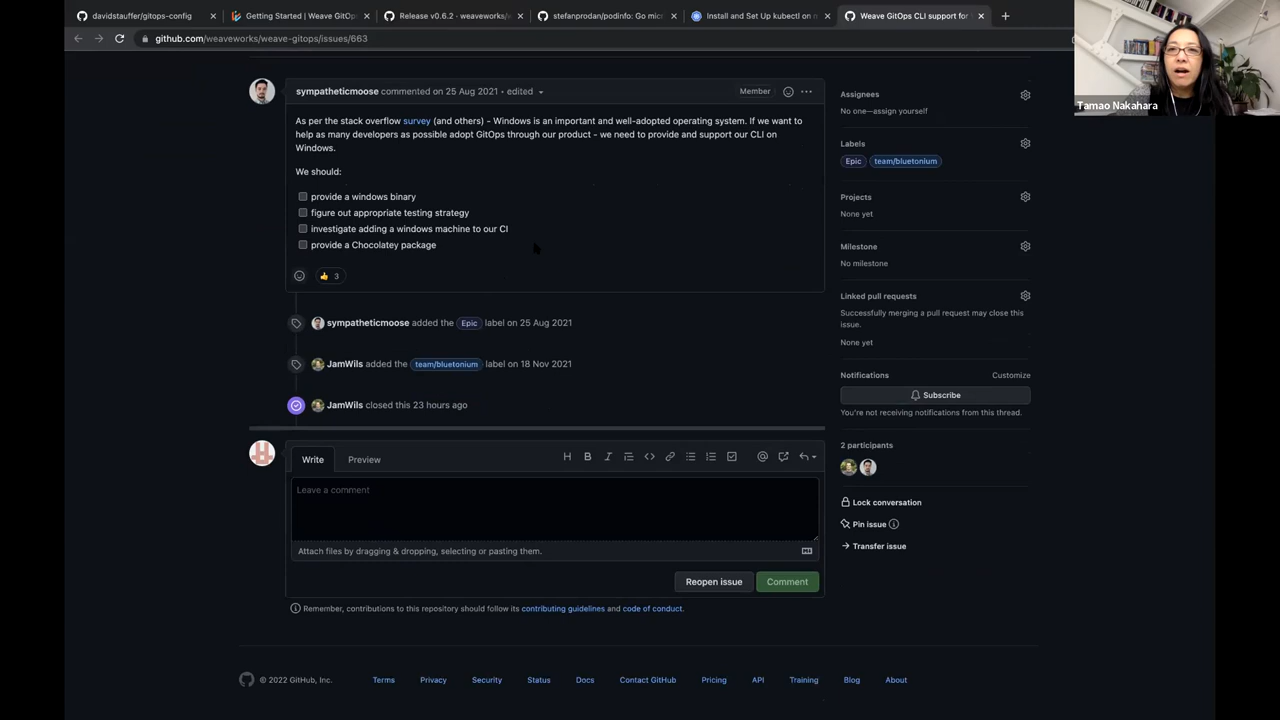 davidstauffer/gitops-config
Getting Started | Weave GitOp
Release v0.6.2 · weaveworks/
stefanprodan/podinfo: Go mic
Install and Set Up kubectl on
Weave GitOps CLI support for
github.com/weaveworks/weave-gitops/issues/663
Tamao Nakahara
sympatheticmoose commented on 25 Aug 2021 • edited
Member
As per the stack overflow survey (and others) - Windows is an important and well-adopted operating system. If we want to
help as many developers as possible adopt GitOps through our product - we need to provide and support our CLI on
Windows.
We should:
provide a windows binary
figure out appropriate testing strategy
investigate adding a windows machine to our CI
provide a Chocolatey package
3
sympatheticmoose added the Epic label on 25 Aug 2021
JamWils added the team/bluetonium label on 18 Nov 2021
JamWils closed this 23 hours ago
Write
Preview
Leave a comment
Attach files by dragging & dropping, selecting or pasting them.
Reopen issue
Comment
Remember, contributions to this repository should follow its contributing guidelines and code of conduct.
Assignees
No one—assign yourself
Labels
Epic
team/bluetonium
Projects
None yet
Milestone
No milestone
Linked pull requests
Successfully merging a pull request may close this
issue.
None yet
Notifications
Customize
Subscribe
You're not receiving notifications from this thread.
2 participants
Lock conversation
Pin issue
Transfer issue
© 2022 GitHub, Inc.
Terms
Privacy
Security
Status
Docs
Contact GitHub
Pricing
API
Training
Blog
About